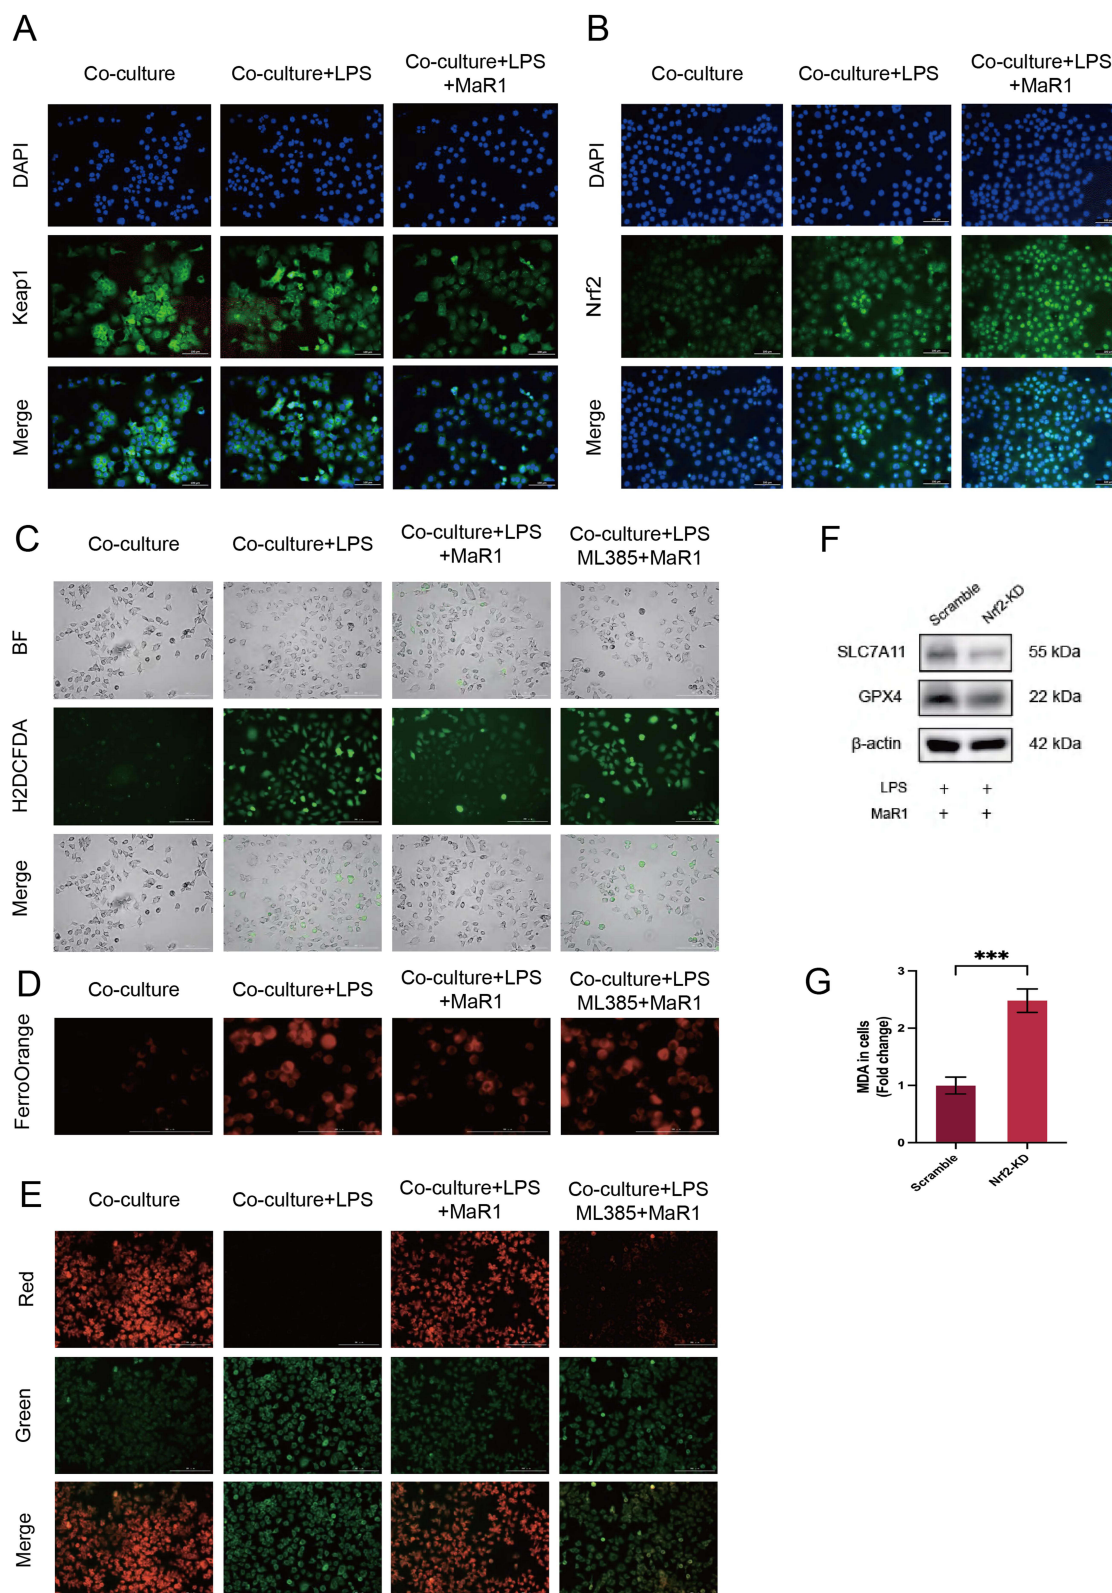 A
Co-culture
Co-culture+LPS
Co-culture+LPS
+MaR1
DAPI
Keap1
Merge
B
Co-culture
Co-culture+LPS
Co-culture+LPS
+MaR1
DAPI
Nrf2
Merge
C
Co-culture
Co-culture+LPS
Co-culture+LPS
+MaR1
Co-culture+LPS
ML385+MaR1
BF
H2DCFDA
Merge
D
Co-culture
Co-culture+LPS
Co-culture+LPS
+MaR1
Co-culture+LPS
ML385+MaR1
FerroOrange
E
Co-culture
Co-culture+LPS
Co-culture+LPS
+MaR1
Co-culture+LPS
ML385+MaR1
Red
Green
Merge
F
Scramble
Nrf2-KD
SLC7A11
55 kDa
GPX4
22 kDa
β-actin
42 kDa
LPS + +
MaR1 + +
G
***
MDA in cells
(Fold change)
3
2
1
0
Scramble
Nrf2-KD